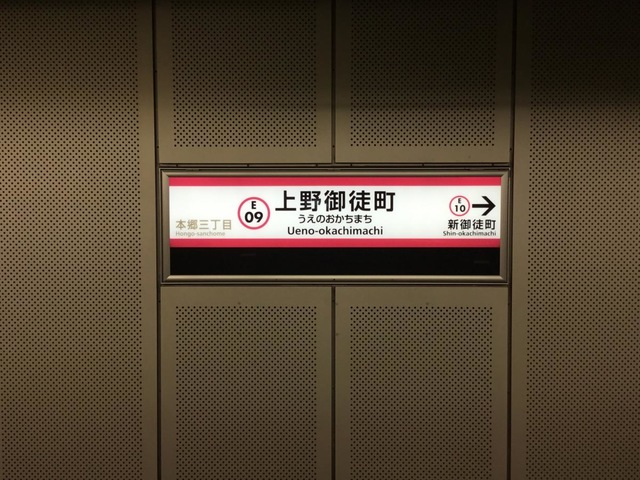 本郷三丁目
Hongo-sanchome
E
09
上野御徒町
うえのおかちまち
Ueno-okachimachi
E
10
新御徒町
Shin-okachimachi